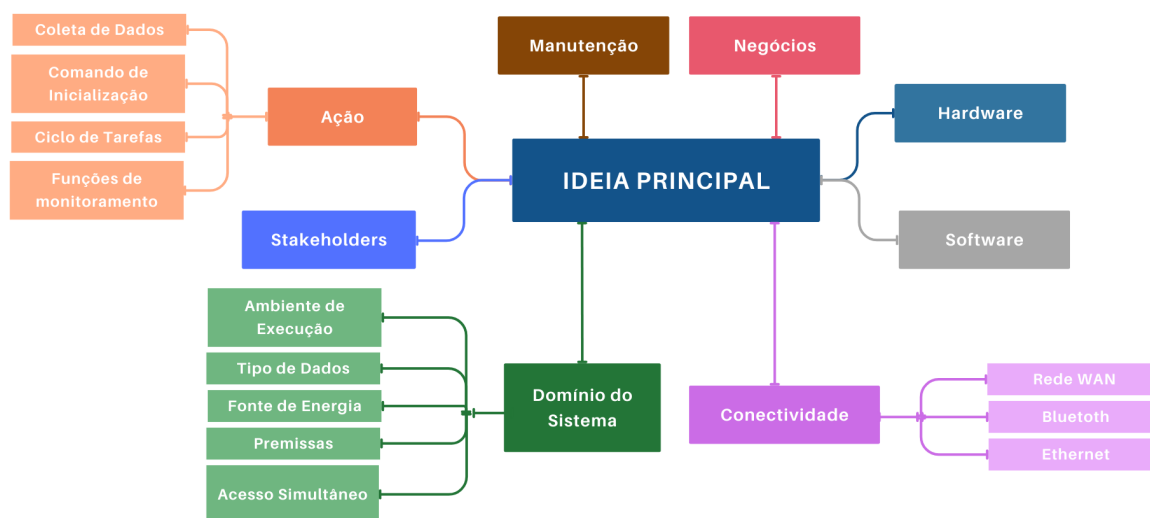 Coleta de Dados
Comando de
Inicialização
Ciclo de Tarefas
Funções de
monitoramento
Ação
Stakeholders
Manutenção
Negócios
IDEIA PRINCIPAL
Hardware
Software
Ambiente de
Execução
Tipo de Dados
Fonte de Energia
Premissas
Acesso Simultâneo
Domínio do
Sistema
Conectividade
Rede WAN
Bluetoth
Ethernet